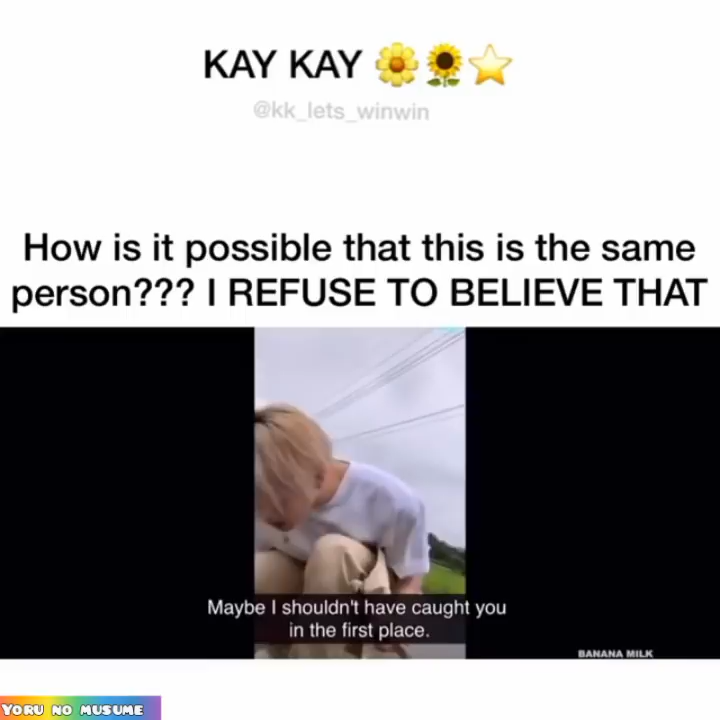 KAY KAY 🌼🌻⭐
@kk_lets_winwin
How is it possible that this is the same
person??? I REFUSE TO BELIEVE THAT
Maybe I shouldn't have caught you
in the first place.
BANANA MILK
YORU NO MUSUME